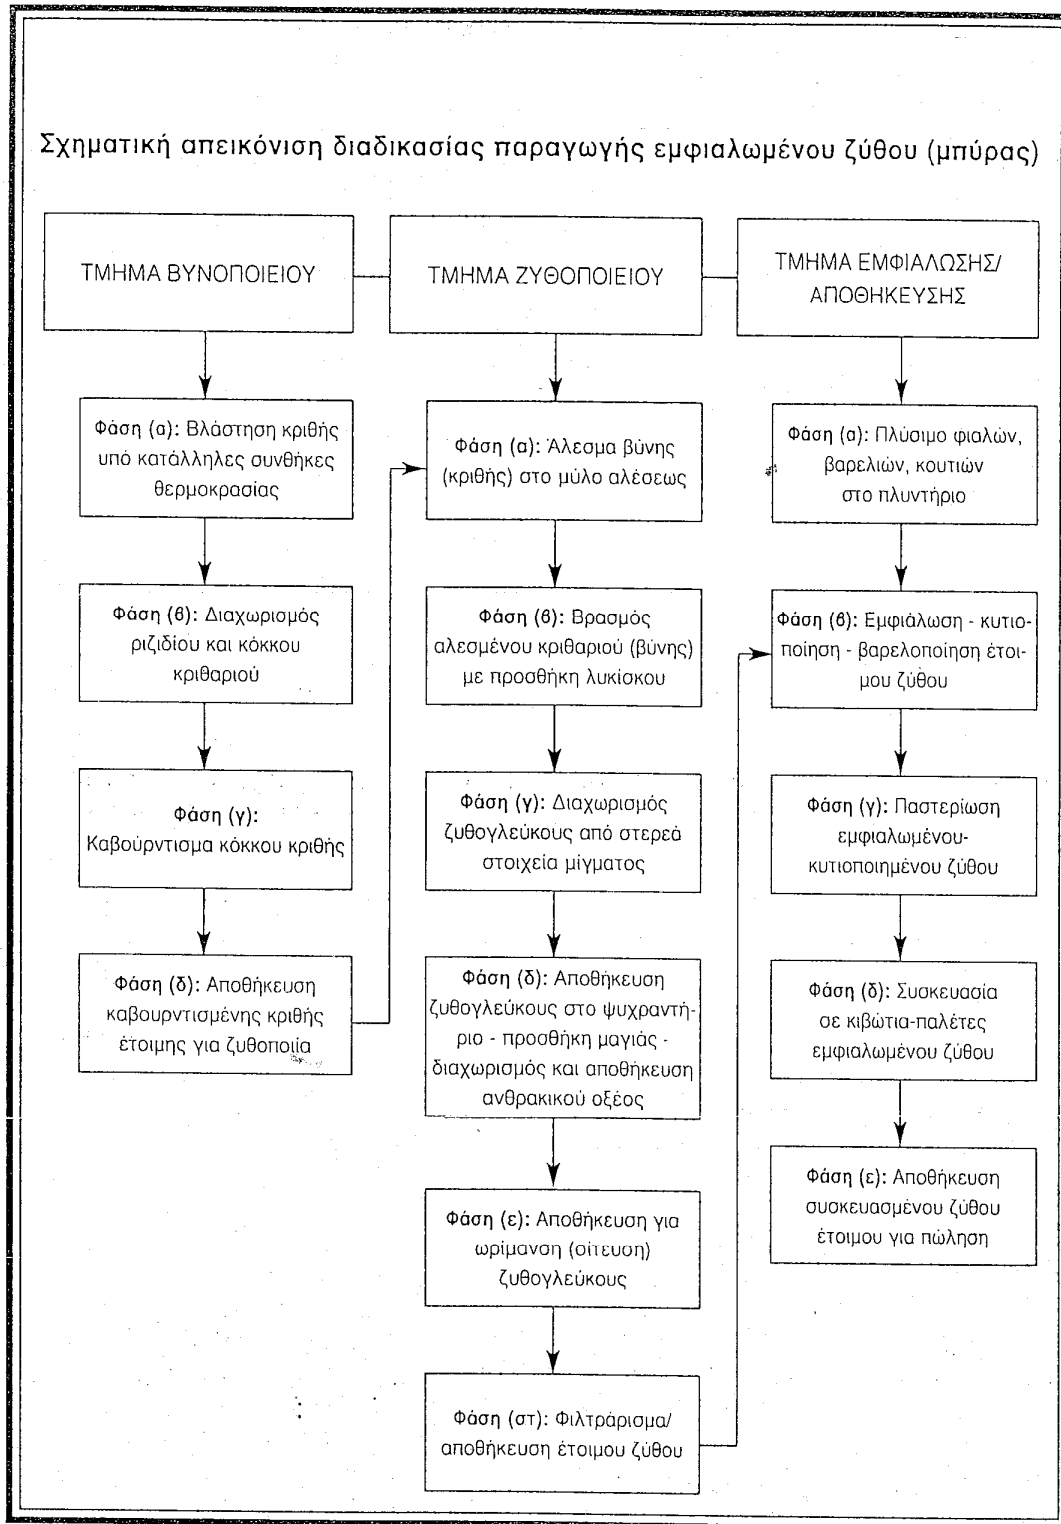 Σχηματική απεικόνιση διαδικασίας παραγωγής εμφιαλωμένου ζύθου (μπύρας)
ΤΜΗΜΑ ΒΥΝΟΠΟΙΕΙΟΥ
Φάση (α): Βλάστηση κριθής
υπό κατάλληλες συνθήκες
θερμοκρασίας
Φάση (β): Διαχωρισμός
ριζιδίου και κόκκου
κριθαριού
Φάση (γ):
Καβούρντισμα κόκκου κριθής
Φάση (δ): Αποθήκευση
καβουρντισμένης κριθής
έτοιμης για ζυθοποιία
ΤΜΗΜΑ ΖΥΘΟΠΟΙΕΙΟΥ
Φάση (α): Άλεσμα βύνης
(κριθής) στο μύλο αλέσεως
Φάση (β): Βρασμός
αλεσμένου κριθαριού (βύνης)
με προσθήκη λυκίσκου
Φάση (γ): Διαχωρισμός
ζυθογλεύκους από στερεά
στοιχεία μίγματος
Φάση (δ): Αποθήκευση
ζυθογλεύκους στο ψυχραντή-
ριο - προσθήκη μαγιάς -
διαχωρισμός και αποθήκευση
ανθρακικού οξέος
Φάση (ε): Αποθήκευση για
ωρίμανση (σίτευση)
ζυθογλεύκους
Φάση (στ): Φιλτράρισμα/
αποθήκευση έτοιμου ζύθου
ΤΜΗΜΑ ΕΜΦΙΑΛΩΣΗΣ/
ΑΠΟΘΗΚΕΥΣΗΣ
Φάση (α): Πλύσιμο φιαλών,
βαρελιών, κουτιών
στο πλυντήριο
Φάση (β): Εμφιάλωση - κυτιο-
ποίηση - βαρελοποίηση έτοι-
μου ζύθου
Φάση (γ): Παστερίωση
εμφιαλωμένου-
κυτιοποιημένου ζύθου
Φάση (δ): Συσκευασία
σε κιβώτια-παλέτες
εμφιαλωμένου ζύθου
Φάση (ε): Αποθήκευση
συσκευασμένου ζύθου
έτοιμου για πώληση